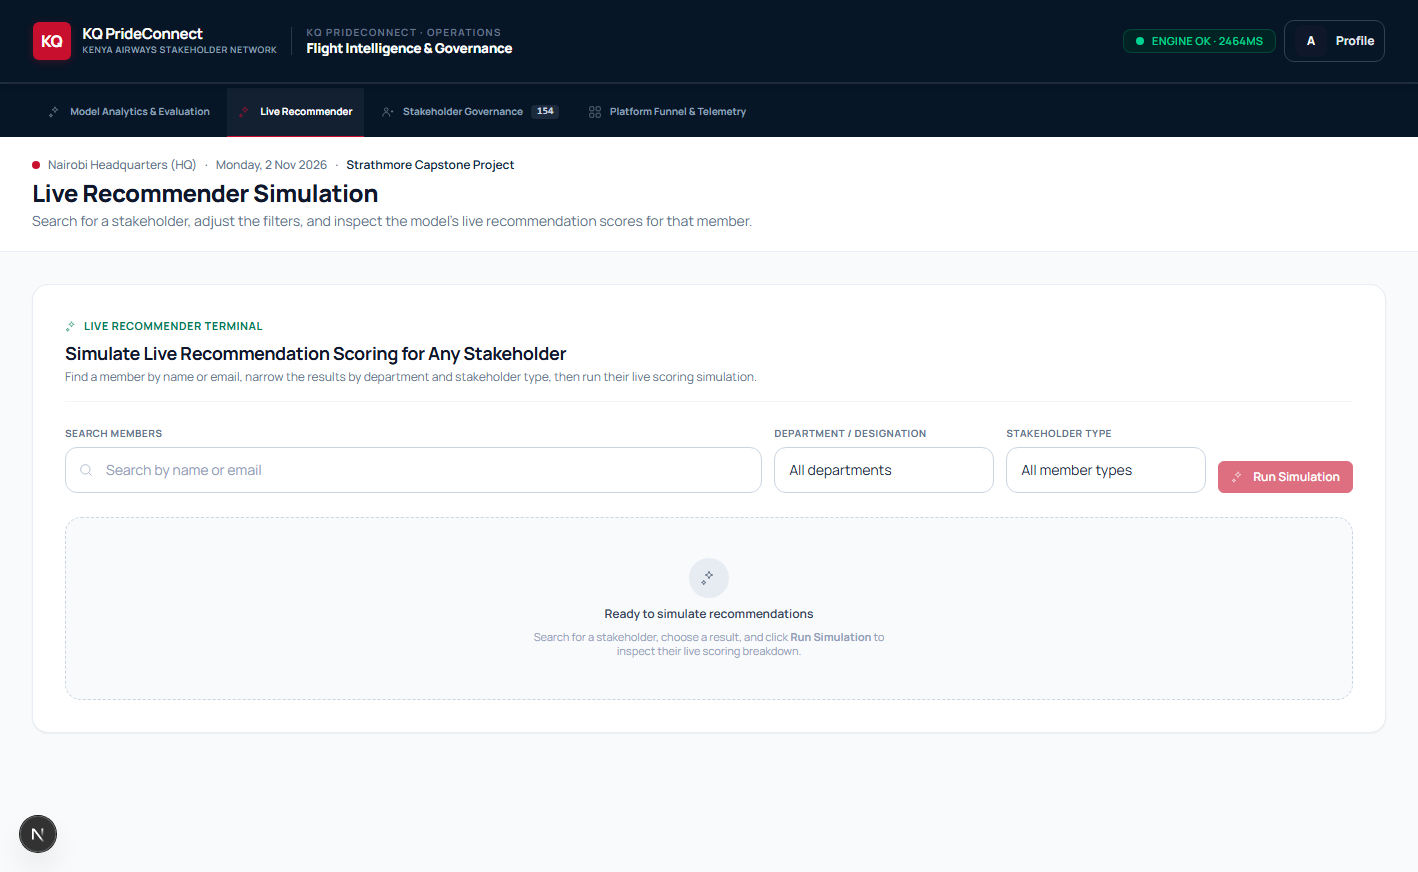 KQ
KQ PrideConnect
KENYA AIRWAYS STAKEHOLDER NETWORK
KQ PRIDECONNECT · OPERATIONS
Flight Intelligence & Governance
ENGINE OK · 2464MS
A
Profile
Model Analytics & Evaluation
Live Recommender
Stakeholder Governance 154
Platform Funnel & Telemetry
Nairobi Headquarters (HQ) · Monday, 2 Nov 2026 · Strathmore Capstone Project
Live Recommender Simulation
Search for a stakeholder, adjust the filters, and inspect the model's live recommendation scores for that member.
LIVE RECOMMENDER TERMINAL
Simulate Live Recommendation Scoring for Any Stakeholder
Find a member by name or email, narrow the results by department and stakeholder type, then run their live scoring simulation.
SEARCH MEMBERS
DEPARTMENT / DESIGNATION
STAKEHOLDER TYPE
Search by name or email
All departments
All member types
Run Simulation
Ready to simulate recommendations
Search for a stakeholder, choose a result, and click Run Simulation to
inspect their live scoring breakdown.
N